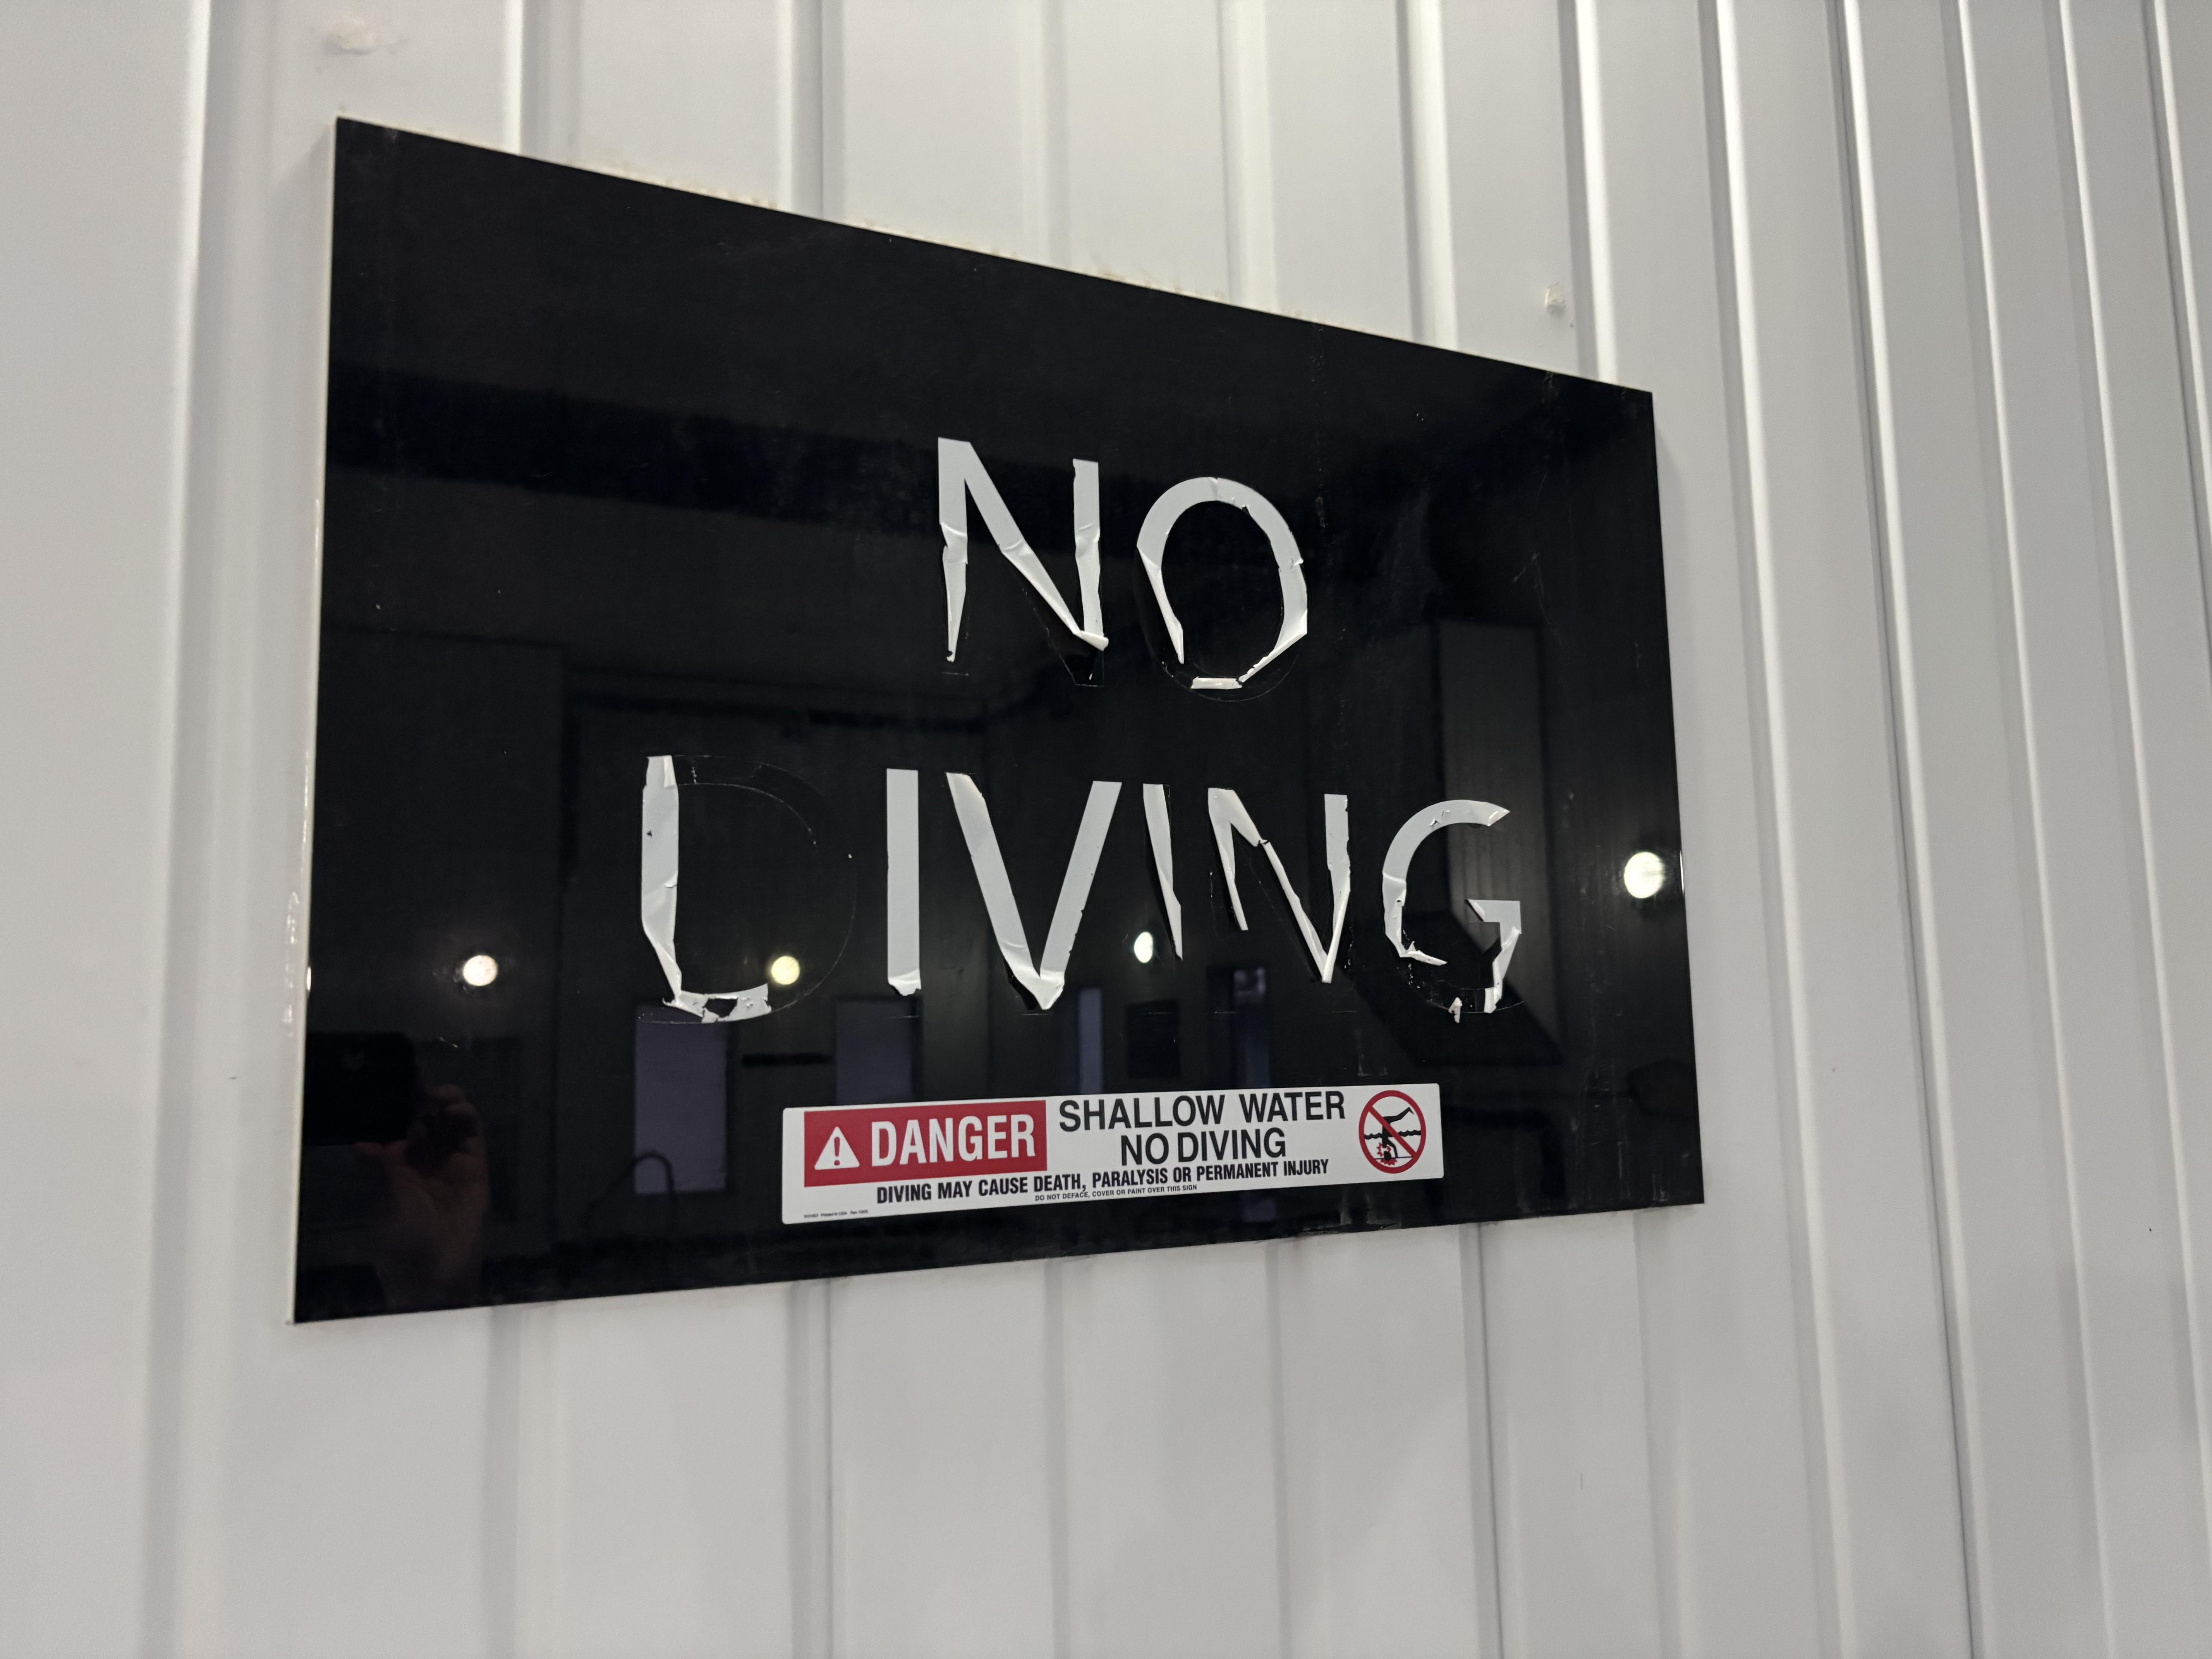 NO
DIVING
DANGER
SHALLOW WATER
NO DIVING
DIVING MAY CAUSE DEATH, PARALYSIS OR PERMANENT INJURY
DO NOT DEFACE, COVER OR PAINT OVER THIS SIGN